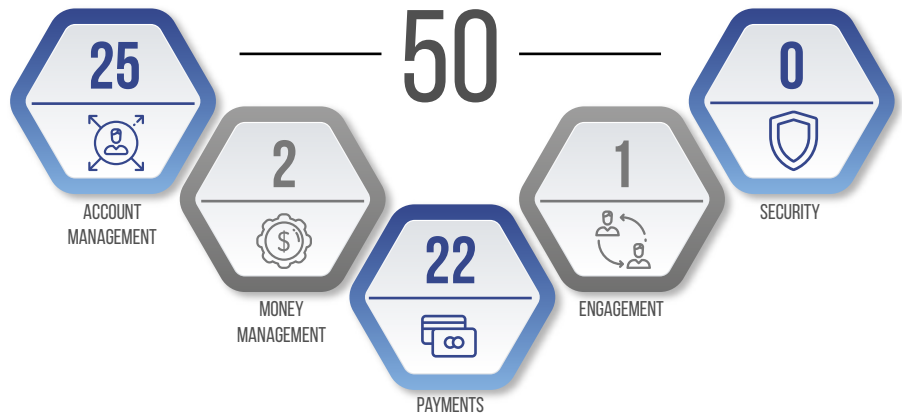 50
25
ACCOUNT
MANAGEMENT
2
$
MONEY
MANAGEMENT
22
PAYMENTS
1
ENGAGEMENT
0
SECURITY